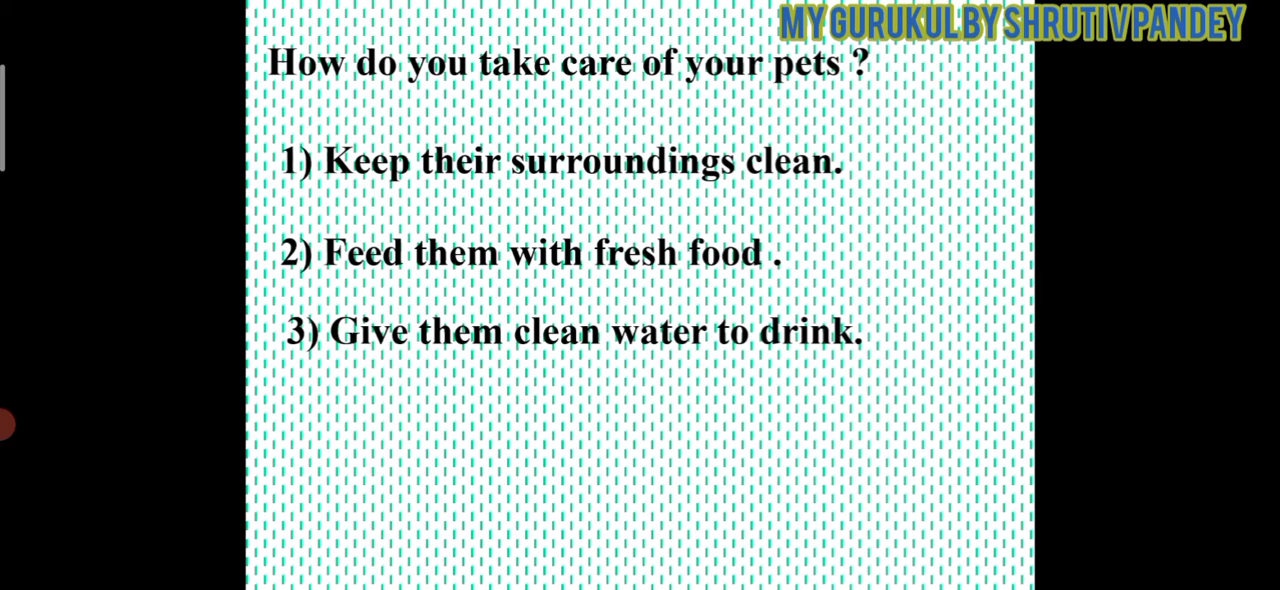 MY GURUKUL BY SHRUTI V PANDEY
How do you take care of your pets ?
1) Keep their surroundings clean.
2) Feed them with fresh food .
3) Give them clean water to drink.